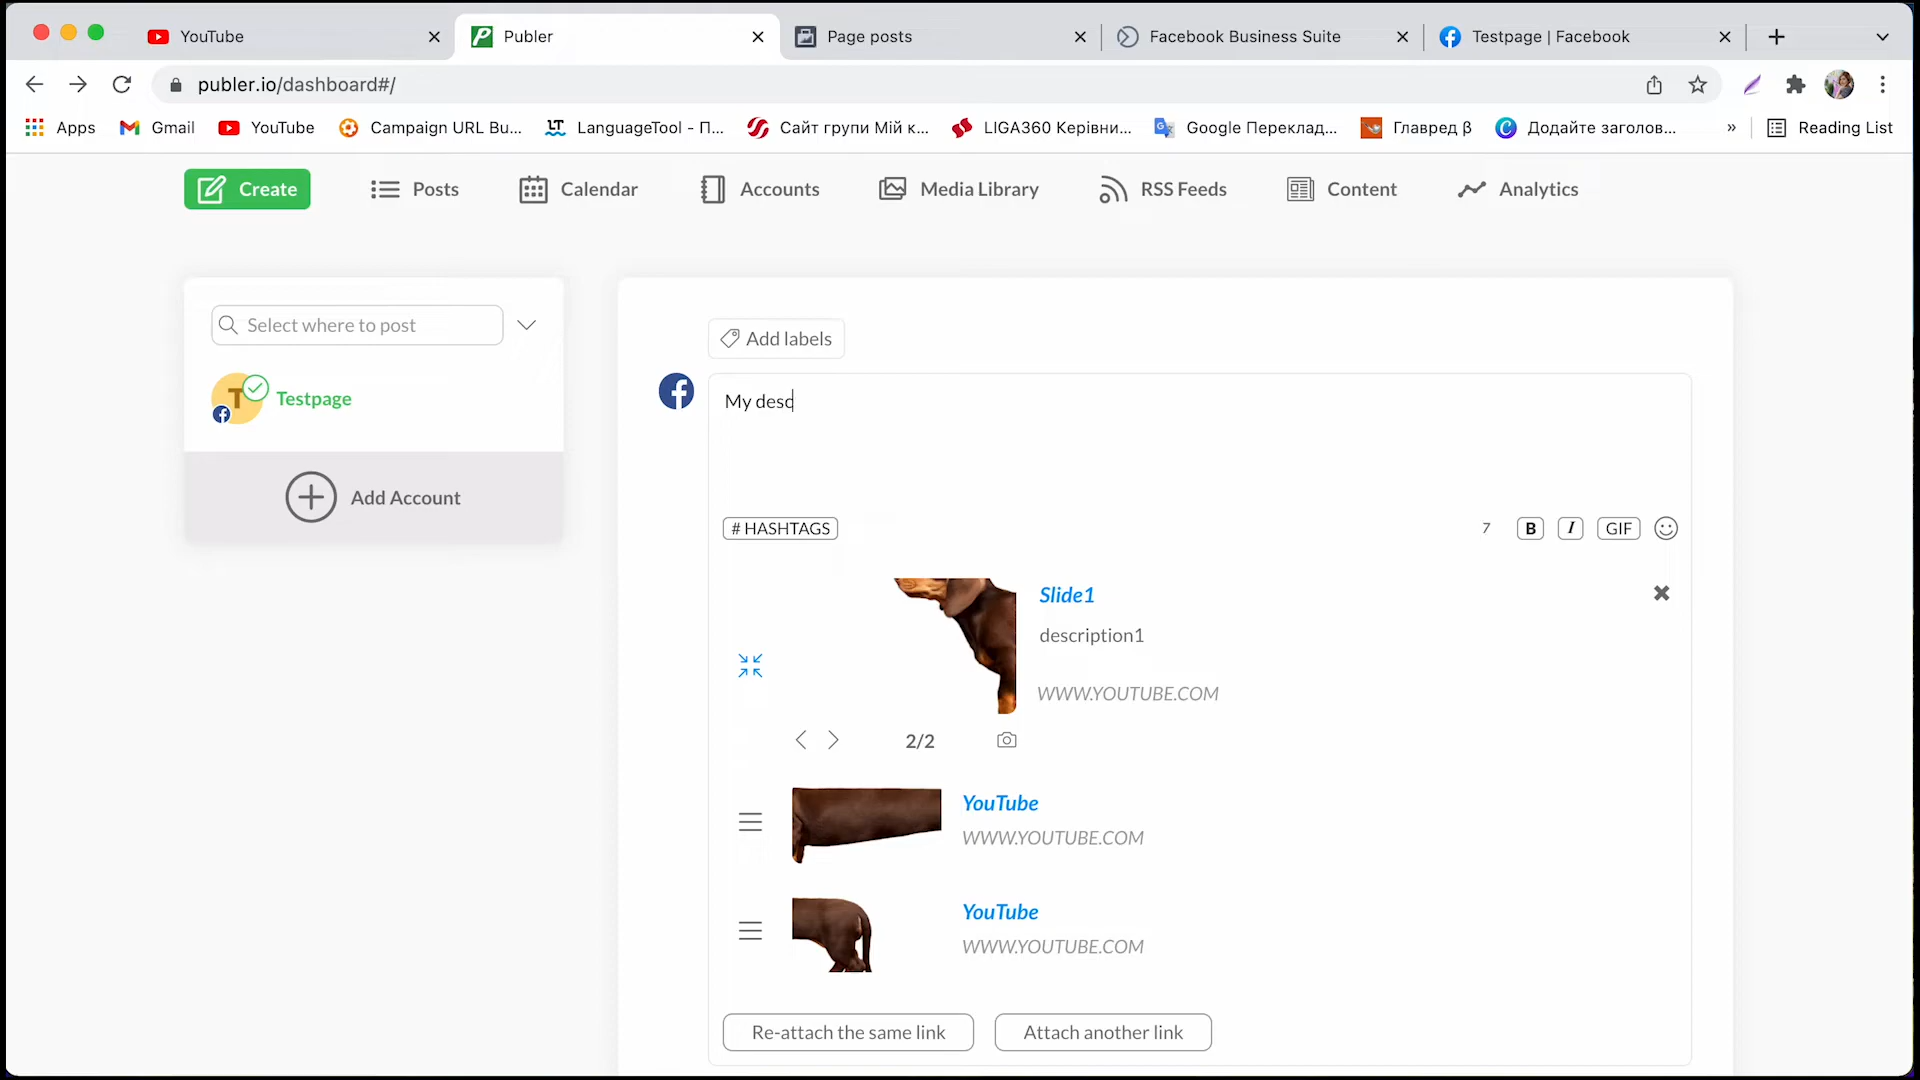 YouTube
Publer
Page posts
Facebook Business Suite
Testpage | Facebook
publer.io/dashboard#/
Apps
Gmail
YouTube
Campaign URL Bu...
LanguageTool - П...
Сайт групи Мій к...
LIGA360 Керівни...
Google Переклад...
Главред β
Додайте заголов...
»
Reading List
Create
Posts
Calendar
Accounts
Media Library
RSS Feeds
Content
Analytics
Select where to post
T
Testpage
Add Account
Add labels
My desc
# HASHTAGS
7
B
I
GIF
Slide1
description1
WWW.YOUTUBE.COM
2/2
YouTube
WWW.YOUTUBE.COM
YouTube
WWW.YOUTUBE.COM
Re-attach the same link
Attach another link